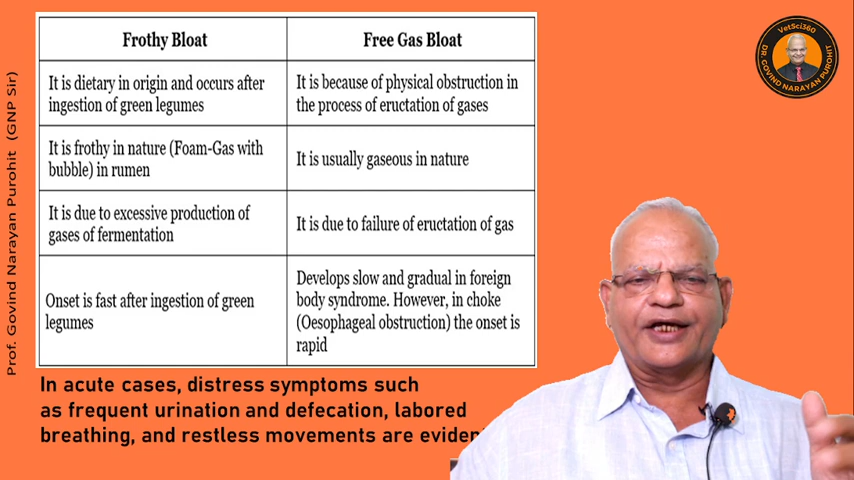 Frothy Bloat
Free Gas Bloat
It is dietary in origin and occurs after
ingestion of green legumes
It is because of physical obstruction in
the process of eructation of gases
It is frothy in nature (Foam-Gas with
bubble) in rumen
It is usually gaseous in nature
It is due to excessive production of
gases of fermentation
It is due to failure of eructation of gas
Onset is fast after ingestion of green
legumes
Develops slow and gradual in foreign
body syndrome. However, in choke
(Oesophageal obstruction) the onset is
rapid
In acute cases, distress symptoms such
as frequent urination and defecation, labored
breathing, and restless movements are eviden
Prof. Govind Narayan Purohit (GNP Sir)
VetSci360
DR. GOVIND NARAYAN PUROHIT